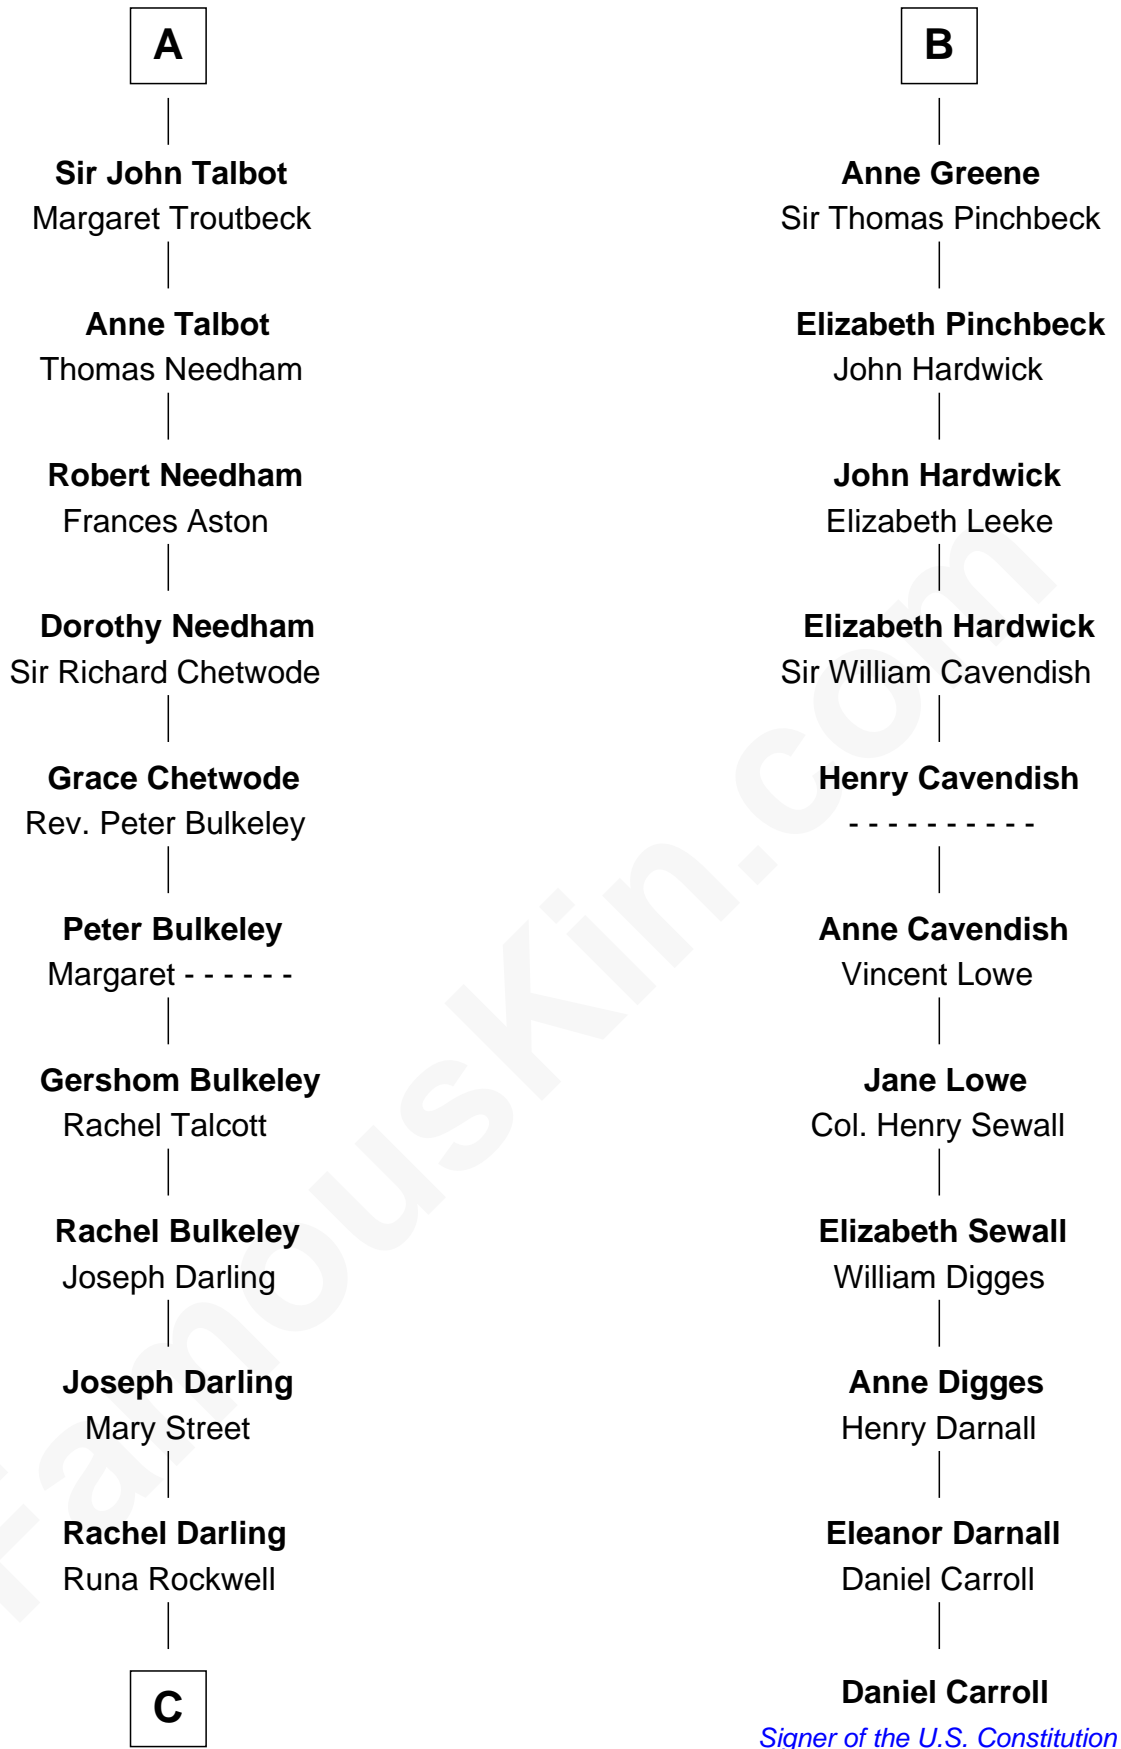 A
Sir John Talbot
Margaret Troutbeck
Anne Talbot
Thomas Needham
Robert Needham
Frances Aston
Dorothy Needham
Sir Richard Chetwode
Grace Chetwode
Rev. Peter Bulkeley
Peter Bulkeley
Margaret - - - - - -
Gershom Bulkeley
Rachel Talcott
Rachel Bulkeley
Joseph Darling
Joseph Darling
Mary Street
Rachel Darling
Runa Rockwell
C
B
Anne Greene
Sir Thomas Pinchbeck
Elizabeth Pinchbeck
John Hardwick
John Hardwick
Elizabeth Leeke
Elizabeth Hardwick
Sir William Cavendish
Henry Cavendish
- - - - - - - - - -
Anne Cavendish
Vincent Lowe
Jane Lowe
Col. Henry Sewall
Elizabeth Sewall
William Digges
Anne Digges
Henry Darnall
Eleanor Darnall
Daniel Carroll
Daniel Carroll
Signer of the U.S. Constitution
FamousKin.com